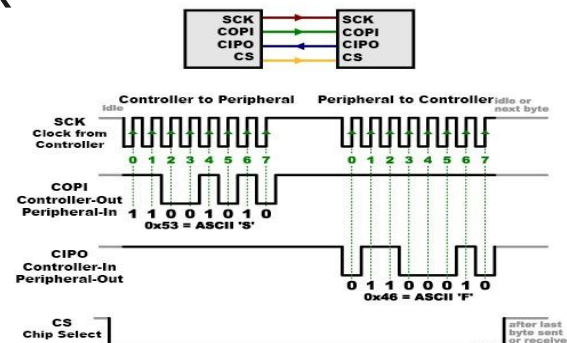 SCK SCK
COPI COPI
CIPO CIPO
CS CS
Controller to Peripheral Peripheral to Controller
Idle
idle or
next byte
SCK
Clock from
Controller
0 1 2 3 4 5 6 7 0 1 2 3 4 5 6 7
COPI
Controller-Out
Peripheral-In
1 1 0 0 1 0 1 0
0x53 = ASCII 'S'
CIPO
Controller-In
Peripheral-Out
0 1 1 0 0 0 1 0
0x46 = ASCII 'F'
CS
Chip Select
after last
byte sent
or receive